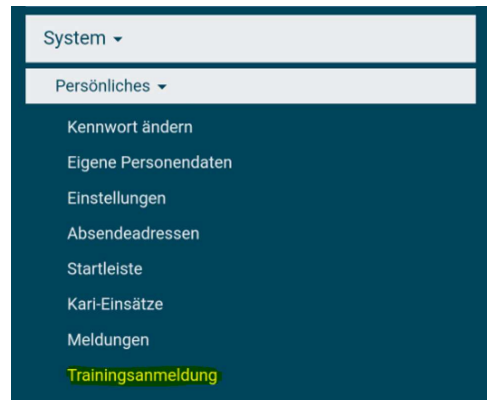 System
Persönliches
Kennwort ändern
Eigene Personendaten
Einstellungen
Absendeadressen
Startleiste
Kari-Einsätze
Meldungen
Trainingsanmeldung